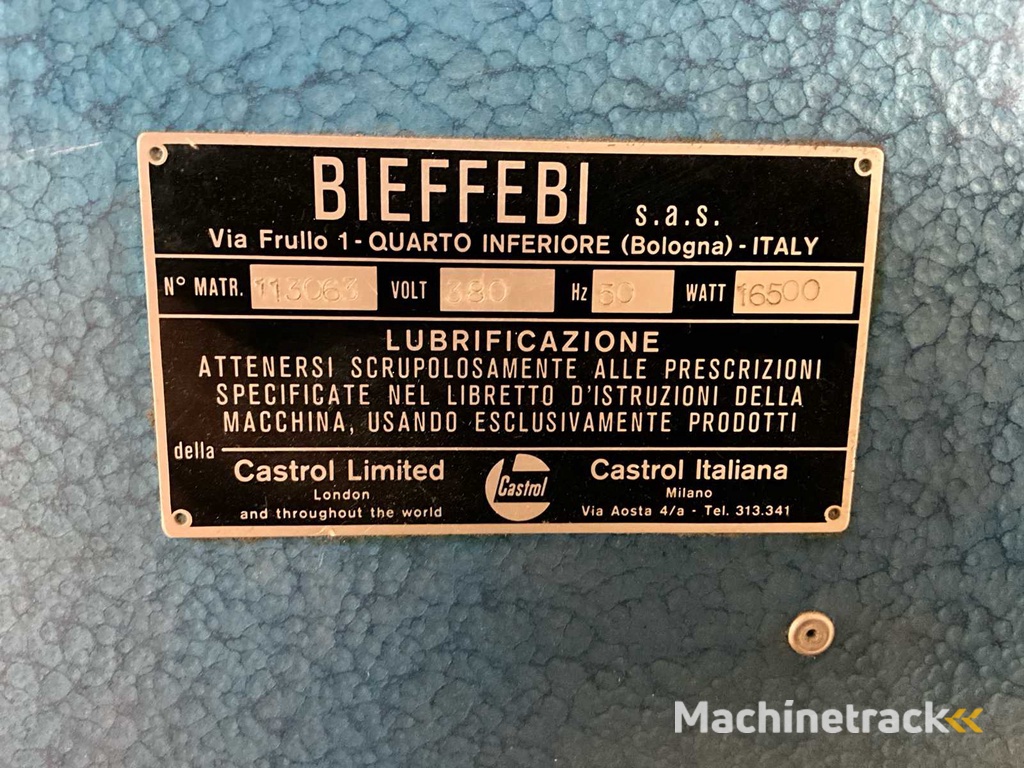 BIEFFEBI s.a.s.
Via Frullo 1 - QUARTO INFERIORE (Bologna) - ITALY
N° MATR. 113063 VOLT 380 Hz 50 WATT 16500
LUBRIFICAZIONE
ATTENERSI SCRUPOLOSAMENTE ALLE PRESCRIZIONI
SPECIFICATE NEL LIBRETTO D'ISTRUZIONI DELLA
MACCHINA, USANDO ESCLUSIVAMENTE PRODOTTI
della
Castrol Limited
London
and throughout the world
Castrol
Castrol Italiana
Milano
Via Aosta 4/a - Tel. 313.341
Machinetrack